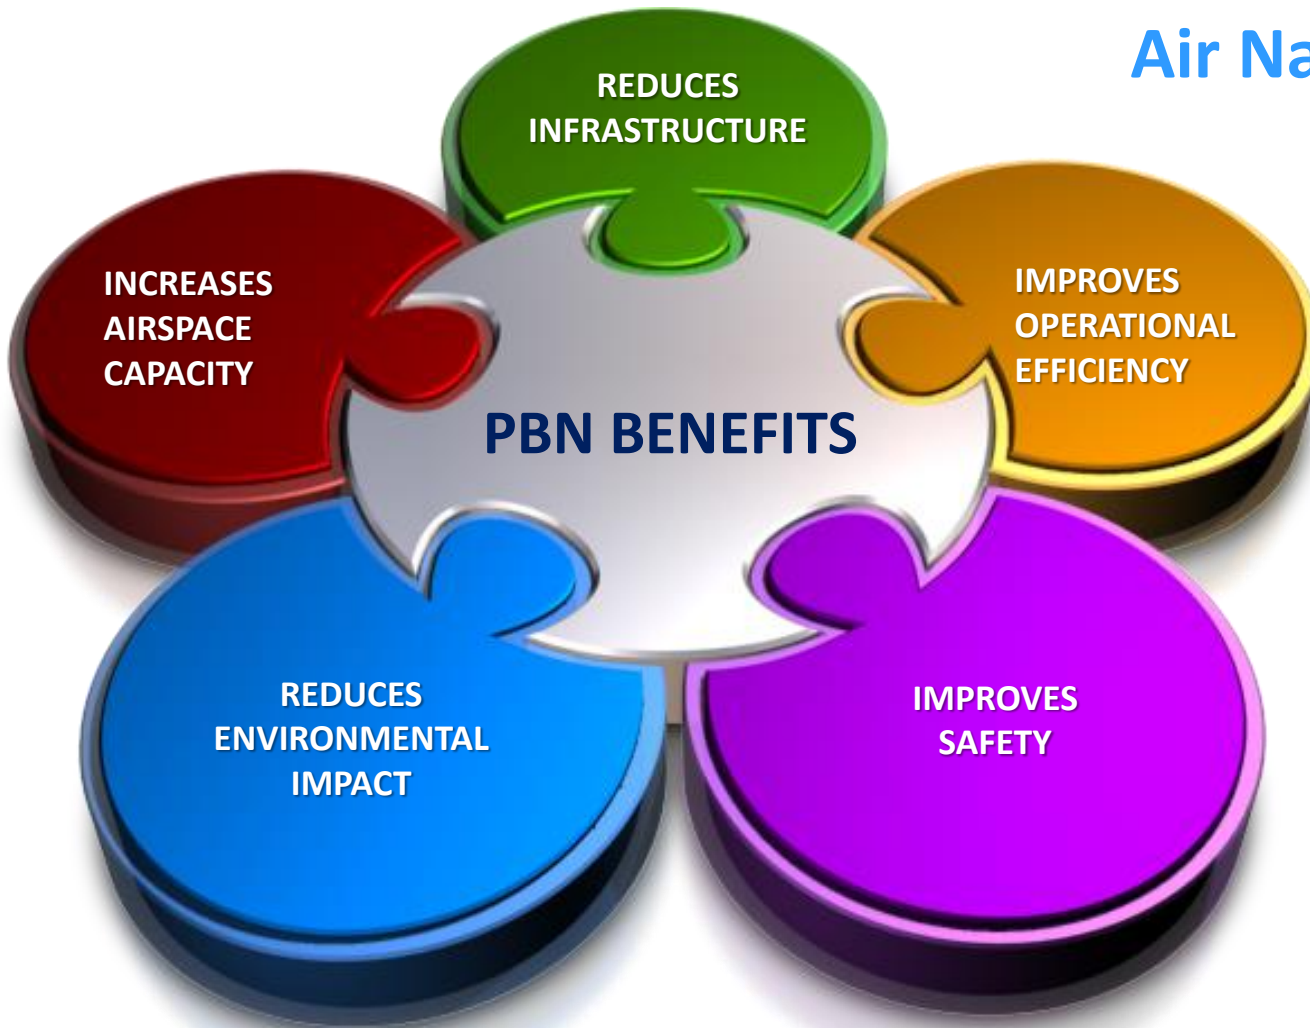 Air Na
REDUCES
INFRASTRUCTURE
INCREASES
AIRSPACE
CAPACITY
IMPROVES
OPERATIONAL
EFFICIENCY
PBN BENEFITS
REDUCES
ENVIRONMENTAL
IMPACT
IMPROVES
SAFETY